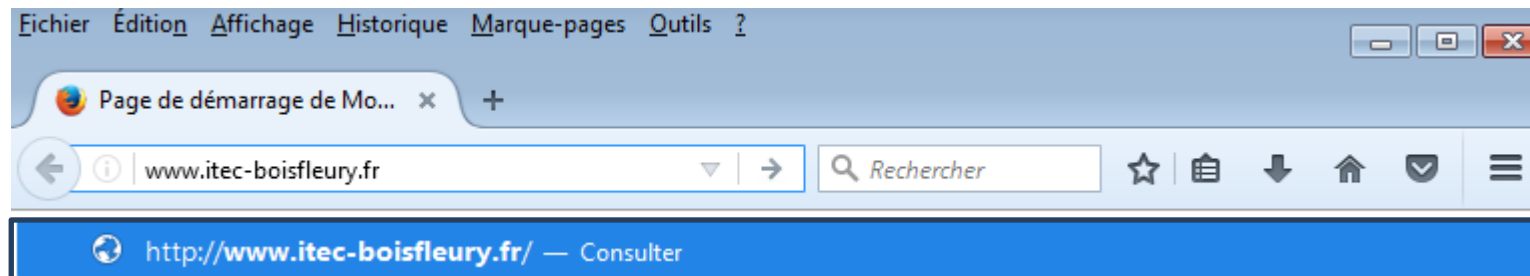 Fichier Édition Affichage Historique Marque-pages Outils ?
Page de démarrage de Mo...
www.itec-boisfleury.fr Rechercher
http://www.itec-boisfleury.fr/ — Consulter